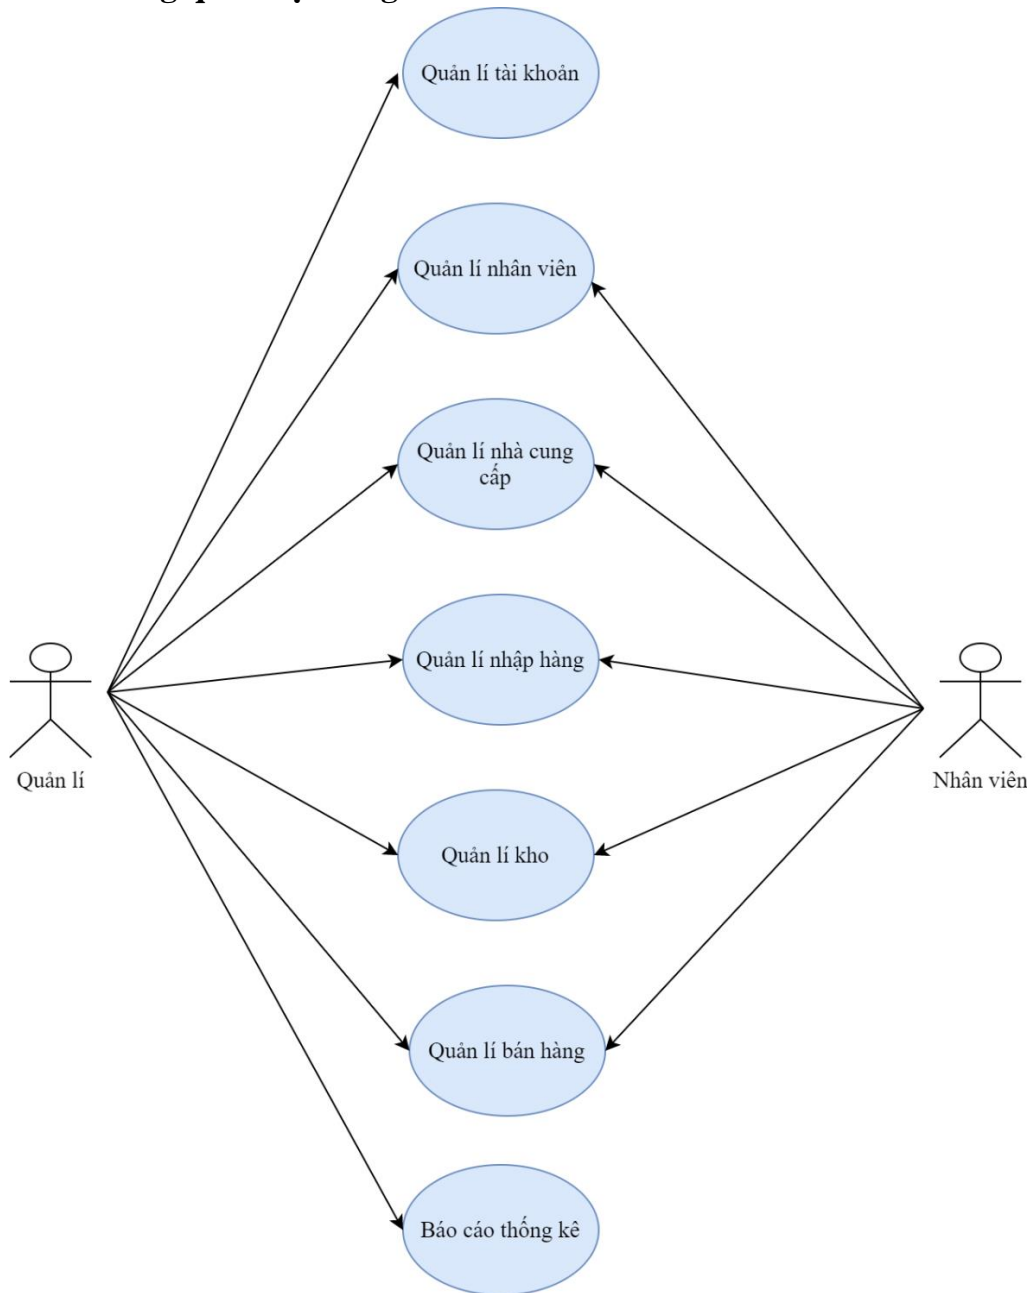 Quản lí tài khoản
Quản lí nhân viên
Quản lí nhà cung
cấp
Quản lí nhập hàng
Quản lí
Nhân viên
Quản lí kho
Quản lí bán hàng
Báo cáo thống kê